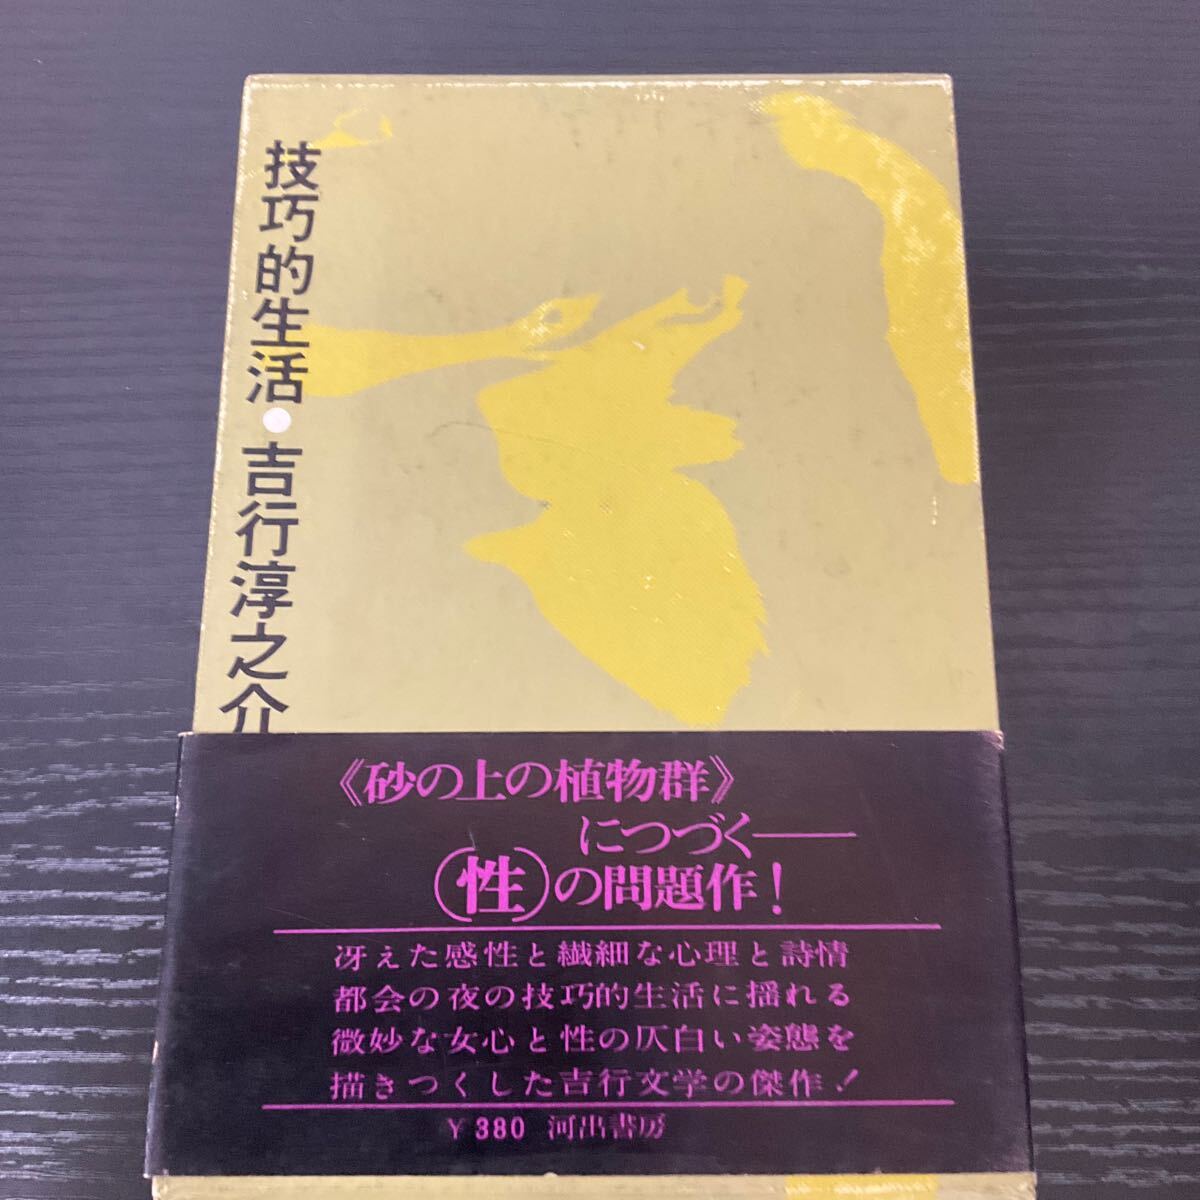 技巧的生活・吉行淳之介
《砂の上の植物群》
につづく——
(性)の問題作！
冴えた感性と繊細な心理と詩情
都会の夜の技巧的生活に揺れる
微妙な女心と性の仄白い姿態を
描きつくした吉行文学の傑作！
¥380 河出書房